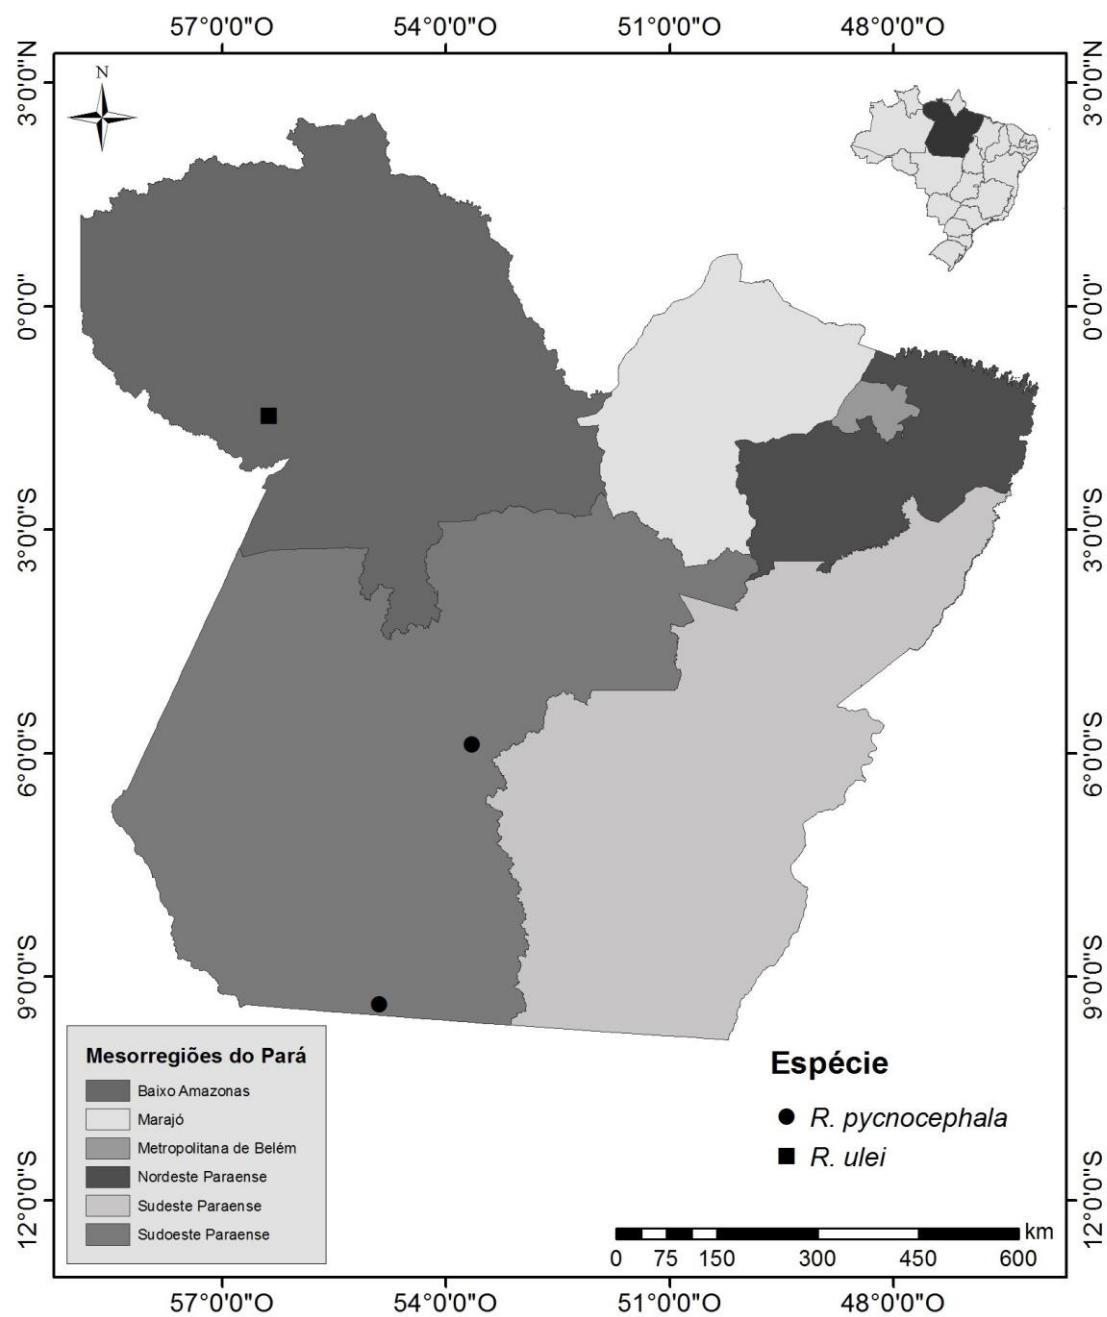 57°0'0"O 54°0'0"O 51°0'0"O 48°0'0"O
3°0'0"N 3°0'0"N
N
0°0'0" 0°0'0"
3°0'0"S 3°0'0"S
6°0'0"S 6°0'0"S
9°0'0"S 9°0'0"S
Mesorregiões do Pará
Baixo Amazonas
Marajó
Metropolitana de Belém
Nordeste Paraense
Sudeste Paraense
Sudoeste Paraense
Espécie
R. pycnocephala
R. ulei
12°0'0"S 12°0'0"S
km
0 75 150 300 450 600
57°0'0"O 54°0'0"O 51°0'0"O 48°0'0"O